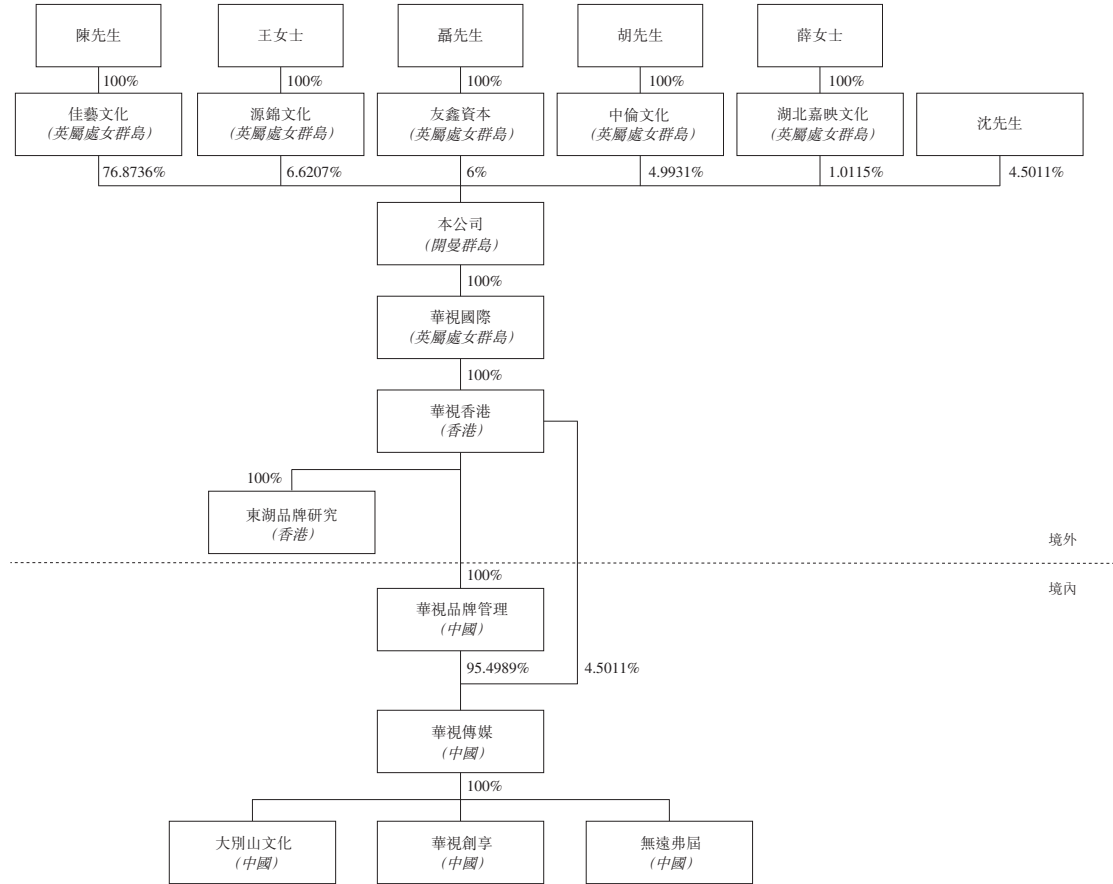 陳先生
王女士
聶先生
胡先生
薛女士
100%
100%
100%
100%
100%
佳藝文化
(英屬處女群島)
源錦文化
(英屬處女群島)
友鑫資本
(英屬處女群島)
中倫文化
(英屬處女群島)
湖北嘉映文化
(英屬處女群島)
沈先生
76.8736%
6.6207%
6%
4.9931%
1.0115%
4.5011%
本公司
(開曼群島)
100%
華視國際
(英屬處女群島)
100%
華視香港
(香港)
100%
東湖品牌研究
(香港)
境外
100%
境內
華視品牌管理
(中國)
95.4989%
4.5011%
華視傳媒
(中國)
100%
大別山文化
(中國)
華視創享
(中國)
無遠弗屆
(中國)